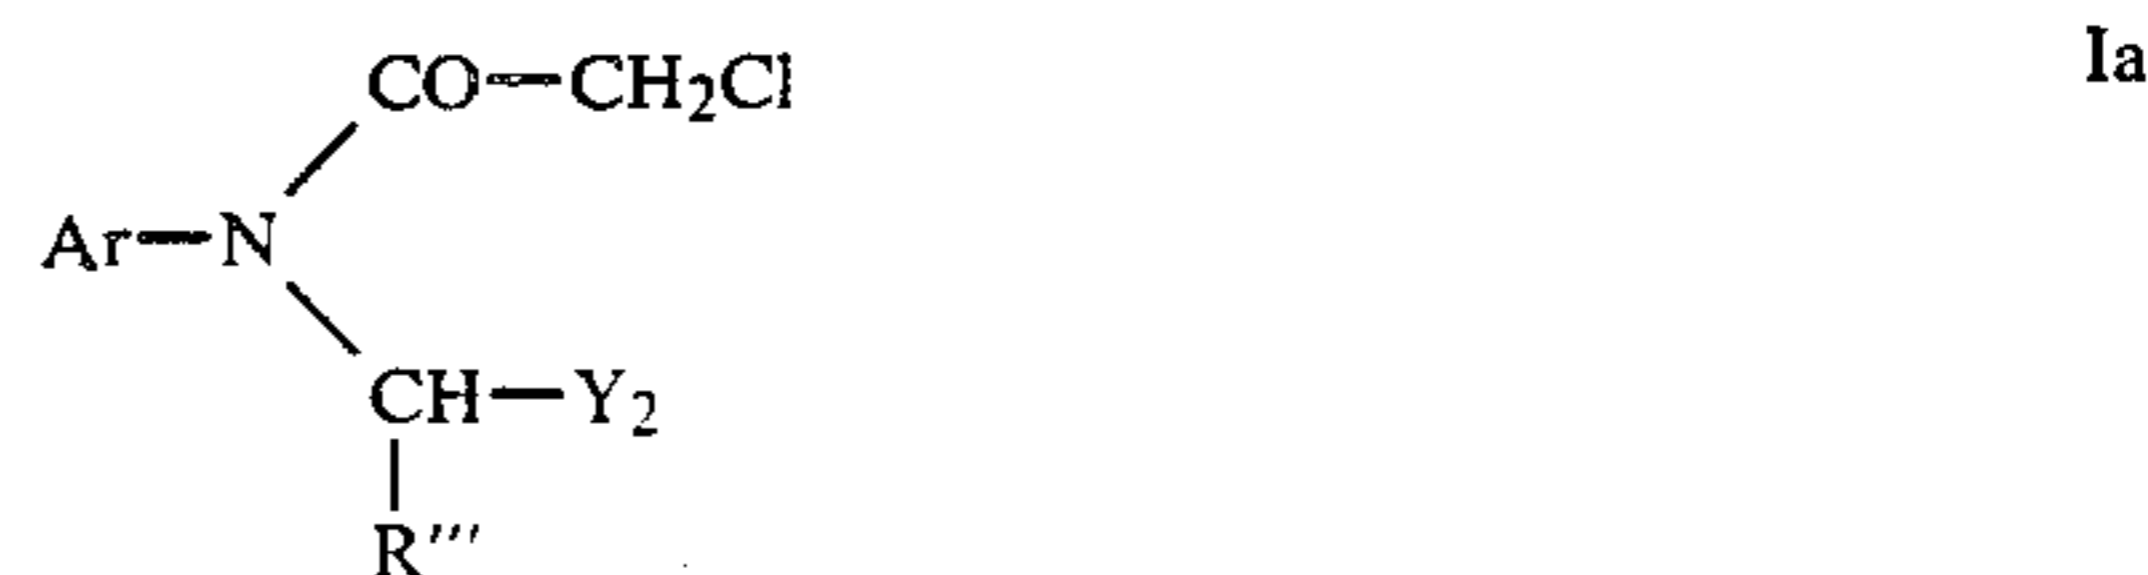 CO—CH₂Cl Ia
Ar—N
CH—Y₂
R‴